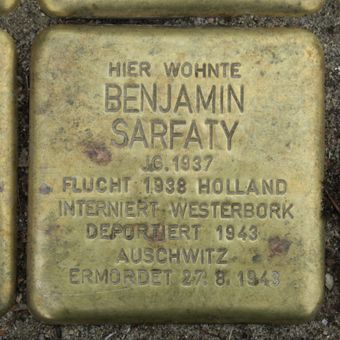 HIER WOHNTE
BENJAMIN
SARFATY
JG. 1937
FLUCHT 1938 HOLLAND
INTERNIERT WESTERBORK
DEPORTIERT 1943
AUSCHWITZ
ERMORDET 27. 8. 1943